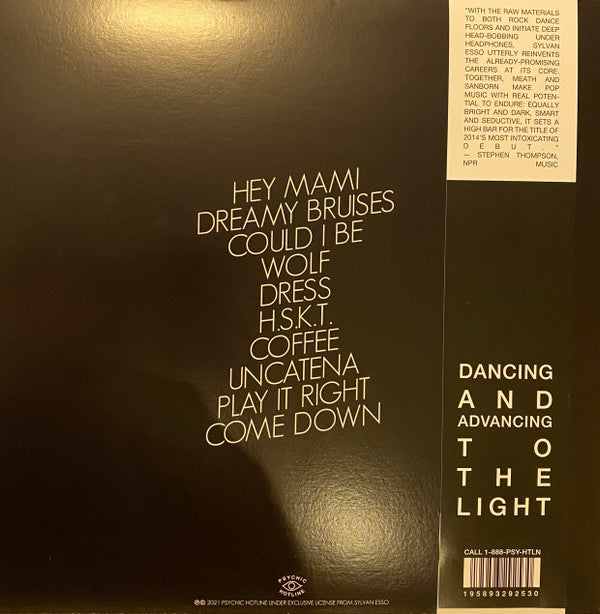 "WITH THE RAW MATERIALS
TO BOTH ROCK DANCE
FLOORS AND INITIATE DEEP
HEAD-BOBBING UNDER
HEADPHONES, SYLVAN
ESSO UTTERLY REINVENTS
THE ALREADY-PROMISING
CAREERS AT ITS CORE.
TOGETHER, MEATH AND
SANBORN MAKE POP
MUSIC WITH REAL POTEN-
TIAL TO ENDURE: EQUALLY
BRIGHT AND DARK, SMART
AND SEDUCTIVE, IT SETS A
HIGH BAR FOR THE TITLE OF
2014'S MOST INTOXICATING
DEBUT."
— STEPHEN THOMPSON,
NPR MUSIC
HEY MAMI
DREAMY BRUISES
COULD I BE
WOLF
DRESS
H.S.K.T.
COFFEE
UNCATENA
PLAY IT RIGHT
COME DOWN
DANCING
AND
ADVANCING
TO
THE
LIGHT
CALL 1-888-PSY-HTLN
195893292530
PSYCHIC
HOTLINE
℗© 2021 PSYCHIC HOTLINE UNDER EXCLUSIVE LICENSE FROM SYLVAN ESSO